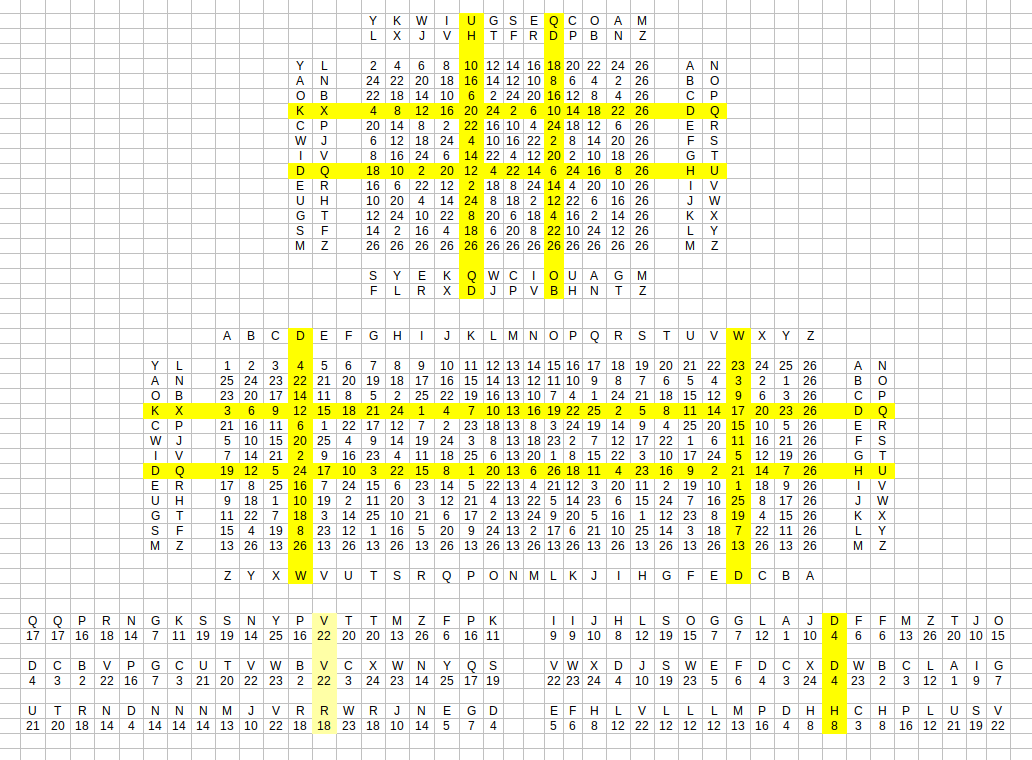 Y K W I U G S E Q C O A M
L X J V H T F R D P B N Z
Y L 2 4 6 8 10 12 14 16 18 20 22 24 26 A N
A N 24 22 20 18 16 14 12 10 8 6 4 2 26 B O
O B 22 18 14 10 6 2 24 20 16 12 8 4 26 C P
K X 4 8 12 16 20 24 2 6 10 14 18 22 26 D Q
C P 20 14 8 2 22 16 10 4 24 18 12 6 26 E R
W J 6 12 18 24 4 10 16 22 2 8 14 20 26 F S
I V 8 16 24 6 14 22 4 12 20 2 10 18 26 G T
D Q 18 10 2 20 12 4 22 14 6 24 16 8 26 H U
E R 16 6 22 12 2 18 8 24 14 4 20 10 26 I V
U H 10 20 4 14 24 8 18 2 12 22 6 16 26 J W
G T 12 24 10 22 8 20 6 18 4 16 2 14 26 K X
S F 14 2 16 4 18 6 20 8 22 10 24 12 26 L Y
M Z 26 26 26 26 26 26 26 26 26 26 26 26 26 M Z
S Y E K Q W C I O U A G M
F L R X D J P V B H N T Z
A B C D E F G H I J K L M N O P Q R S T U V W X Y Z
Y L 1 2 3 4 5 6 7 8 9 10 11 12 13 14 15 16 17 18 19 20 21 22 23 24 25 26 A N
A N 25 24 23 22 21 20 19 18 17 16 15 14 13 12 11 10 9 8 7 6 5 4 3 2 1 26 B O
O B 23 20 17 14 11 8 5 2 25 22 19 16 13 10 7 4 1 24 21 18 15 12 9 6 3 26 C P
K X 3 6 9 12 15 18 21 24 1 4 7 10 13 16 19 22 25 2 5 8 11 14 17 20 23 26 D Q
C P 21 16 11 6 1 22 17 12 7 2 23 18 13 8 3 24 19 14 9 4 25 20 15 10 5 26 E R
W J 5 10 15 20 25 4 9 14 19 24 3 8 13 18 23 2 7 12 17 22 1 6 11 16 21 26 F S
I V 7 14 21 2 9 16 23 4 11 18 25 6 13 20 1 8 15 22 3 10 17 24 5 12 19 26 G T
D Q 19 12 5 24 17 10 3 22 15 8 1 20 13 6 26 18 11 4 23 16 9 2 21 14 7 26 H U
E R 17 8 25 16 7 24 15 6 23 14 5 22 13 4 21 12 3 20 11 2 19 10 1 18 9 26 I V
U H 9 18 1 10 19 2 11 20 3 12 21 4 13 22 5 14 23 6 15 24 7 16 25 8 17 26 J W
G T 11 22 7 18 3 14 25 10 21 6 17 2 13 24 9 20 5 16 1 12 23 8 19 4 15 26 K X
S F 15 4 19 8 23 12 1 16 5 20 9 24 13 2 17 6 21 10 25 14 3 18 7 22 11 26 L Y
M Z 13 26 13 26 13 26 13 26 13 26 13 26 13 26 13 26 13 26 13 26 13 26 13 26 13 26 M Z
Z Y X W V U T S R Q P O N M L K J I H G F E D C B A
Q Q P R N G K S S N Y P V T T M Z F P K I I J H L S O G G L A J D F F M Z T J O
17 17 16 18 14 7 11 19 19 14 25 16 22 20 20 13 26 6 16 11 9 9 10 8 12 19 15 7 7 12 1 10 4 6 6 13 26 20 10 15
D C B V P G C U T V W B V C X W N Y Q S V W X D J S W E F D C X D W B C L A I G
4 3 2 22 16 7 3 21 20 22 23 2 22 3 24 23 14 25 17 19 22 23 24 4 10 19 23 5 6 4 3 24 4 23 2 3 12 1 9 7
U T R N D N N N M J V R R W R J N E G D E F H L V L L L M P D H H C H P L U S V
21 20 18 14 4 14 14 14 13 10 22 18 18 23 18 10 14 5 7 4 5 6 8 12 22 12 12 12 13 16 4 8 8 3 8 16 12 21 19 22